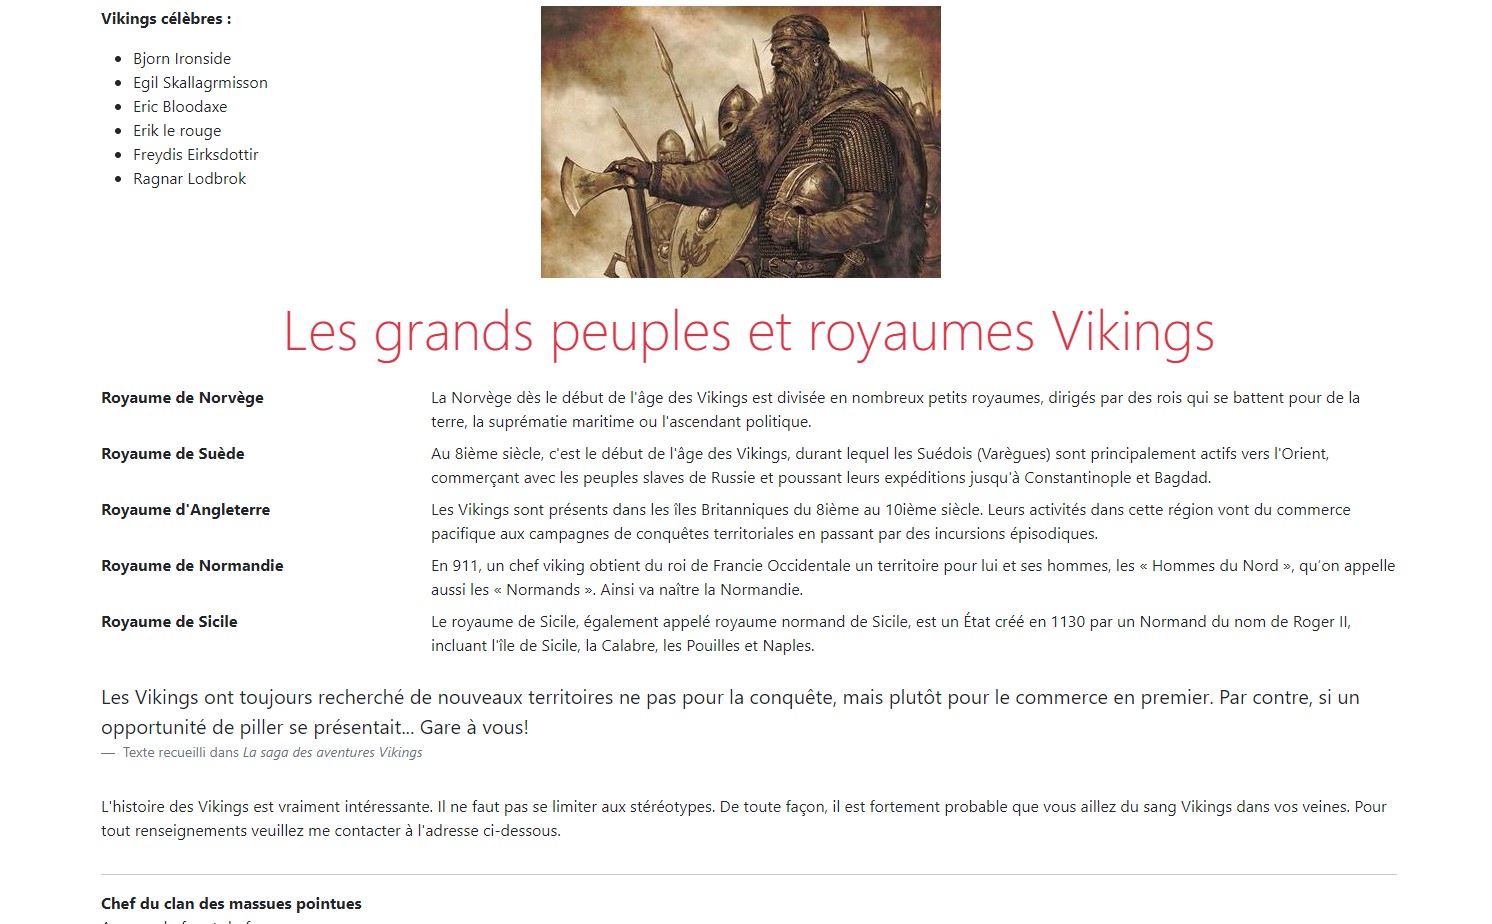 Vikings célèbres :
Bjorn Ironside
Egil Skallagrmisson
Eric Bloodaxe
Erik le rouge
Freydis Eirksdottir
Ragnar Lodbrok
Les grands peuples et royaumes Vikings
Royaume de Norvège
La Norvège dès le début de l'âge des Vikings est divisée en nombreux petits royaumes, dirigés par des rois qui se battent pour de la
terre, la suprématie maritime ou l'ascendant politique.
Royaume de Suède
Au 8ième siècle, c'est le début de l'âge des Vikings, durant lequel les Suédois (Varègues) sont principalement actifs vers l'Orient,
commerçant avec les peuples slaves de Russie et poussant leurs expéditions jusqu'à Constantinople et Bagdad.
Royaume d'Angleterre
Les Vikings sont présents dans les îles Britanniques du 8ième au 10ième siècle. Leurs activités dans cette région vont du commerce
pacifique aux campagnes de conquêtes territoriales en passant par des incursions épisodiques.
Royaume de Normandie
En 911, un chef viking obtient du roi de Francie Occidentale un territoire pour lui et ses hommes, les « Hommes du Nord », qu’on appelle
aussi les « Normands ». Ainsi va naître la Normandie.
Royaume de Sicile
Le royaume de Sicile, également appelé royaume normand de Sicile, est un État créé en 1130 par un Normand du nom de Roger II,
incluant l'île de Sicile, la Calabre, les Pouilles et Naples.
Les Vikings ont toujours recherché de nouveaux territoires ne pas pour la conquête, mais plutôt pour le commerce en premier. Par contre, si un
opportunité de piller se présentait... Gare à vous!
— Texte recueilli dans La saga des aventures Vikings
L'histoire des Vikings est vraiment intéressante. Il ne faut pas se limiter aux stéréotypes. De toute façon, il est fortement probable que vous aillez du sang Vikings dans vos veines. Pour
tout renseignements veuillez me contacter à l'adresse ci-dessous.
Chef du clan des massues pointues